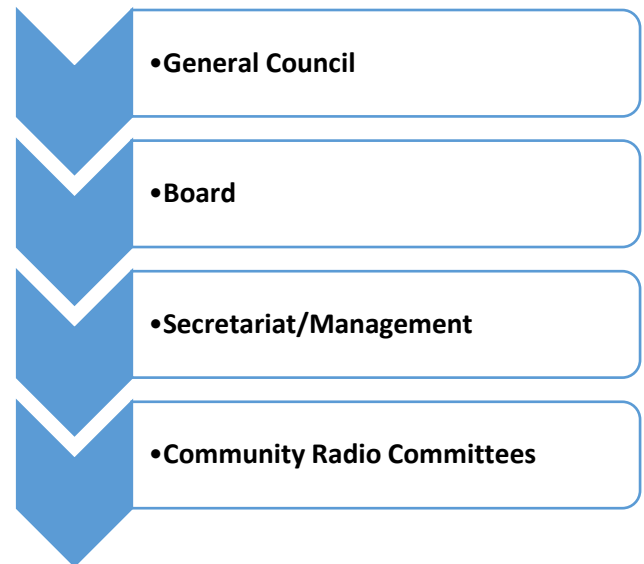 •General Council
•Board
•Secretariat/Management
•Community Radio Committees